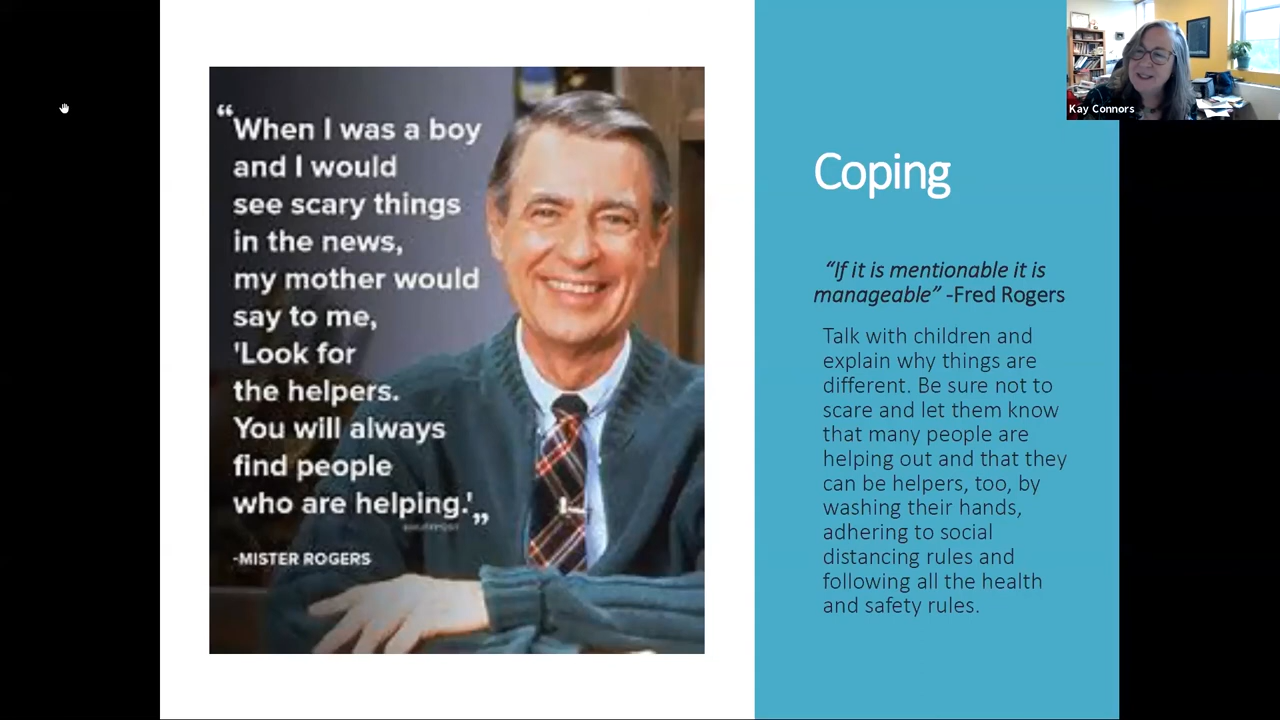 “When I was a boy
and I would
see scary things
in the news,
my mother would
say to me,
'Look for
the helpers.
You will always
find people
who are helping.'„
-MISTER ROGERS
Coping
“If it is mentionable it is
manageable” -Fred Rogers
Talk with children and
explain why things are
different. Be sure not to
scare and let them know
that many people are
helping out and that they
can be helpers, too, by
washing their hands,
adhering to social
distancing rules and
following all the health
and safety rules.
Kay Connors